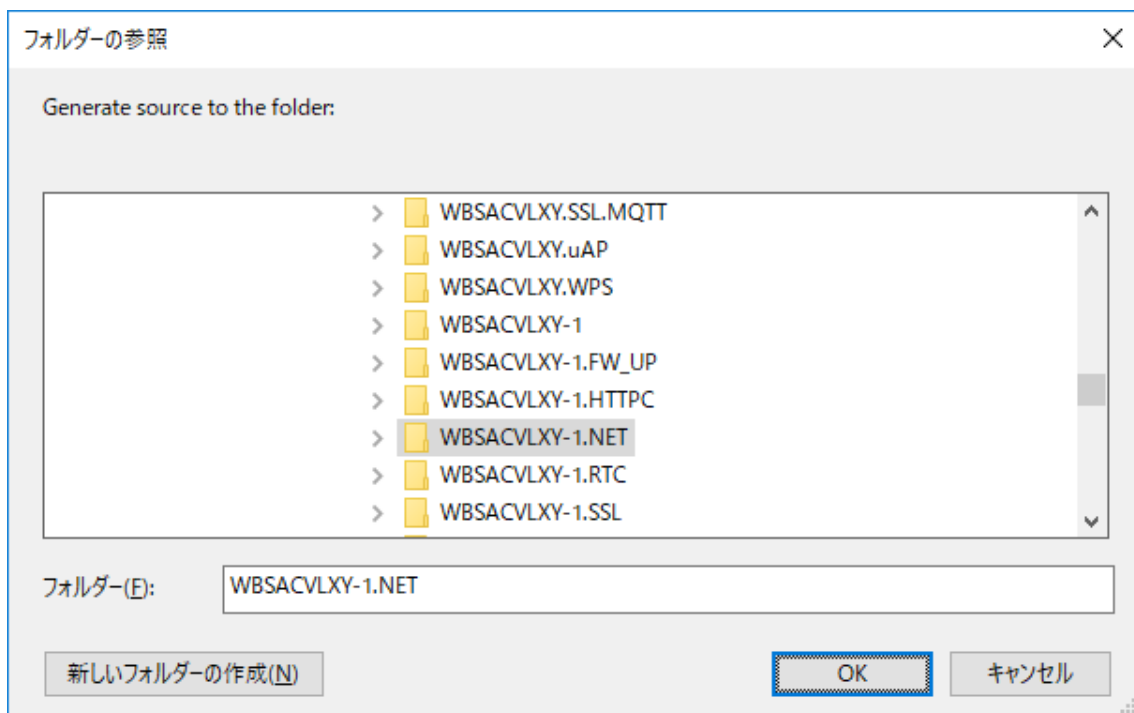 フォルダーの参照
Generate source to the folder:
WBSACVLXY.SSL.MQTT
WBSACVLXY.uAP
WBSACVLXY.WPS
WBSACVLXY-1
WBSACVLXY-1.FW_UP
WBSACVLXY-1.HTTPC
WBSACVLXY-1.NET
WBSACVLXY-1.RTC
WBSACVLXY-1.SSL
フォルダー(F): WBSACVLXY-1.NET
新しいフォルダーの作成(N) OK キャンセル